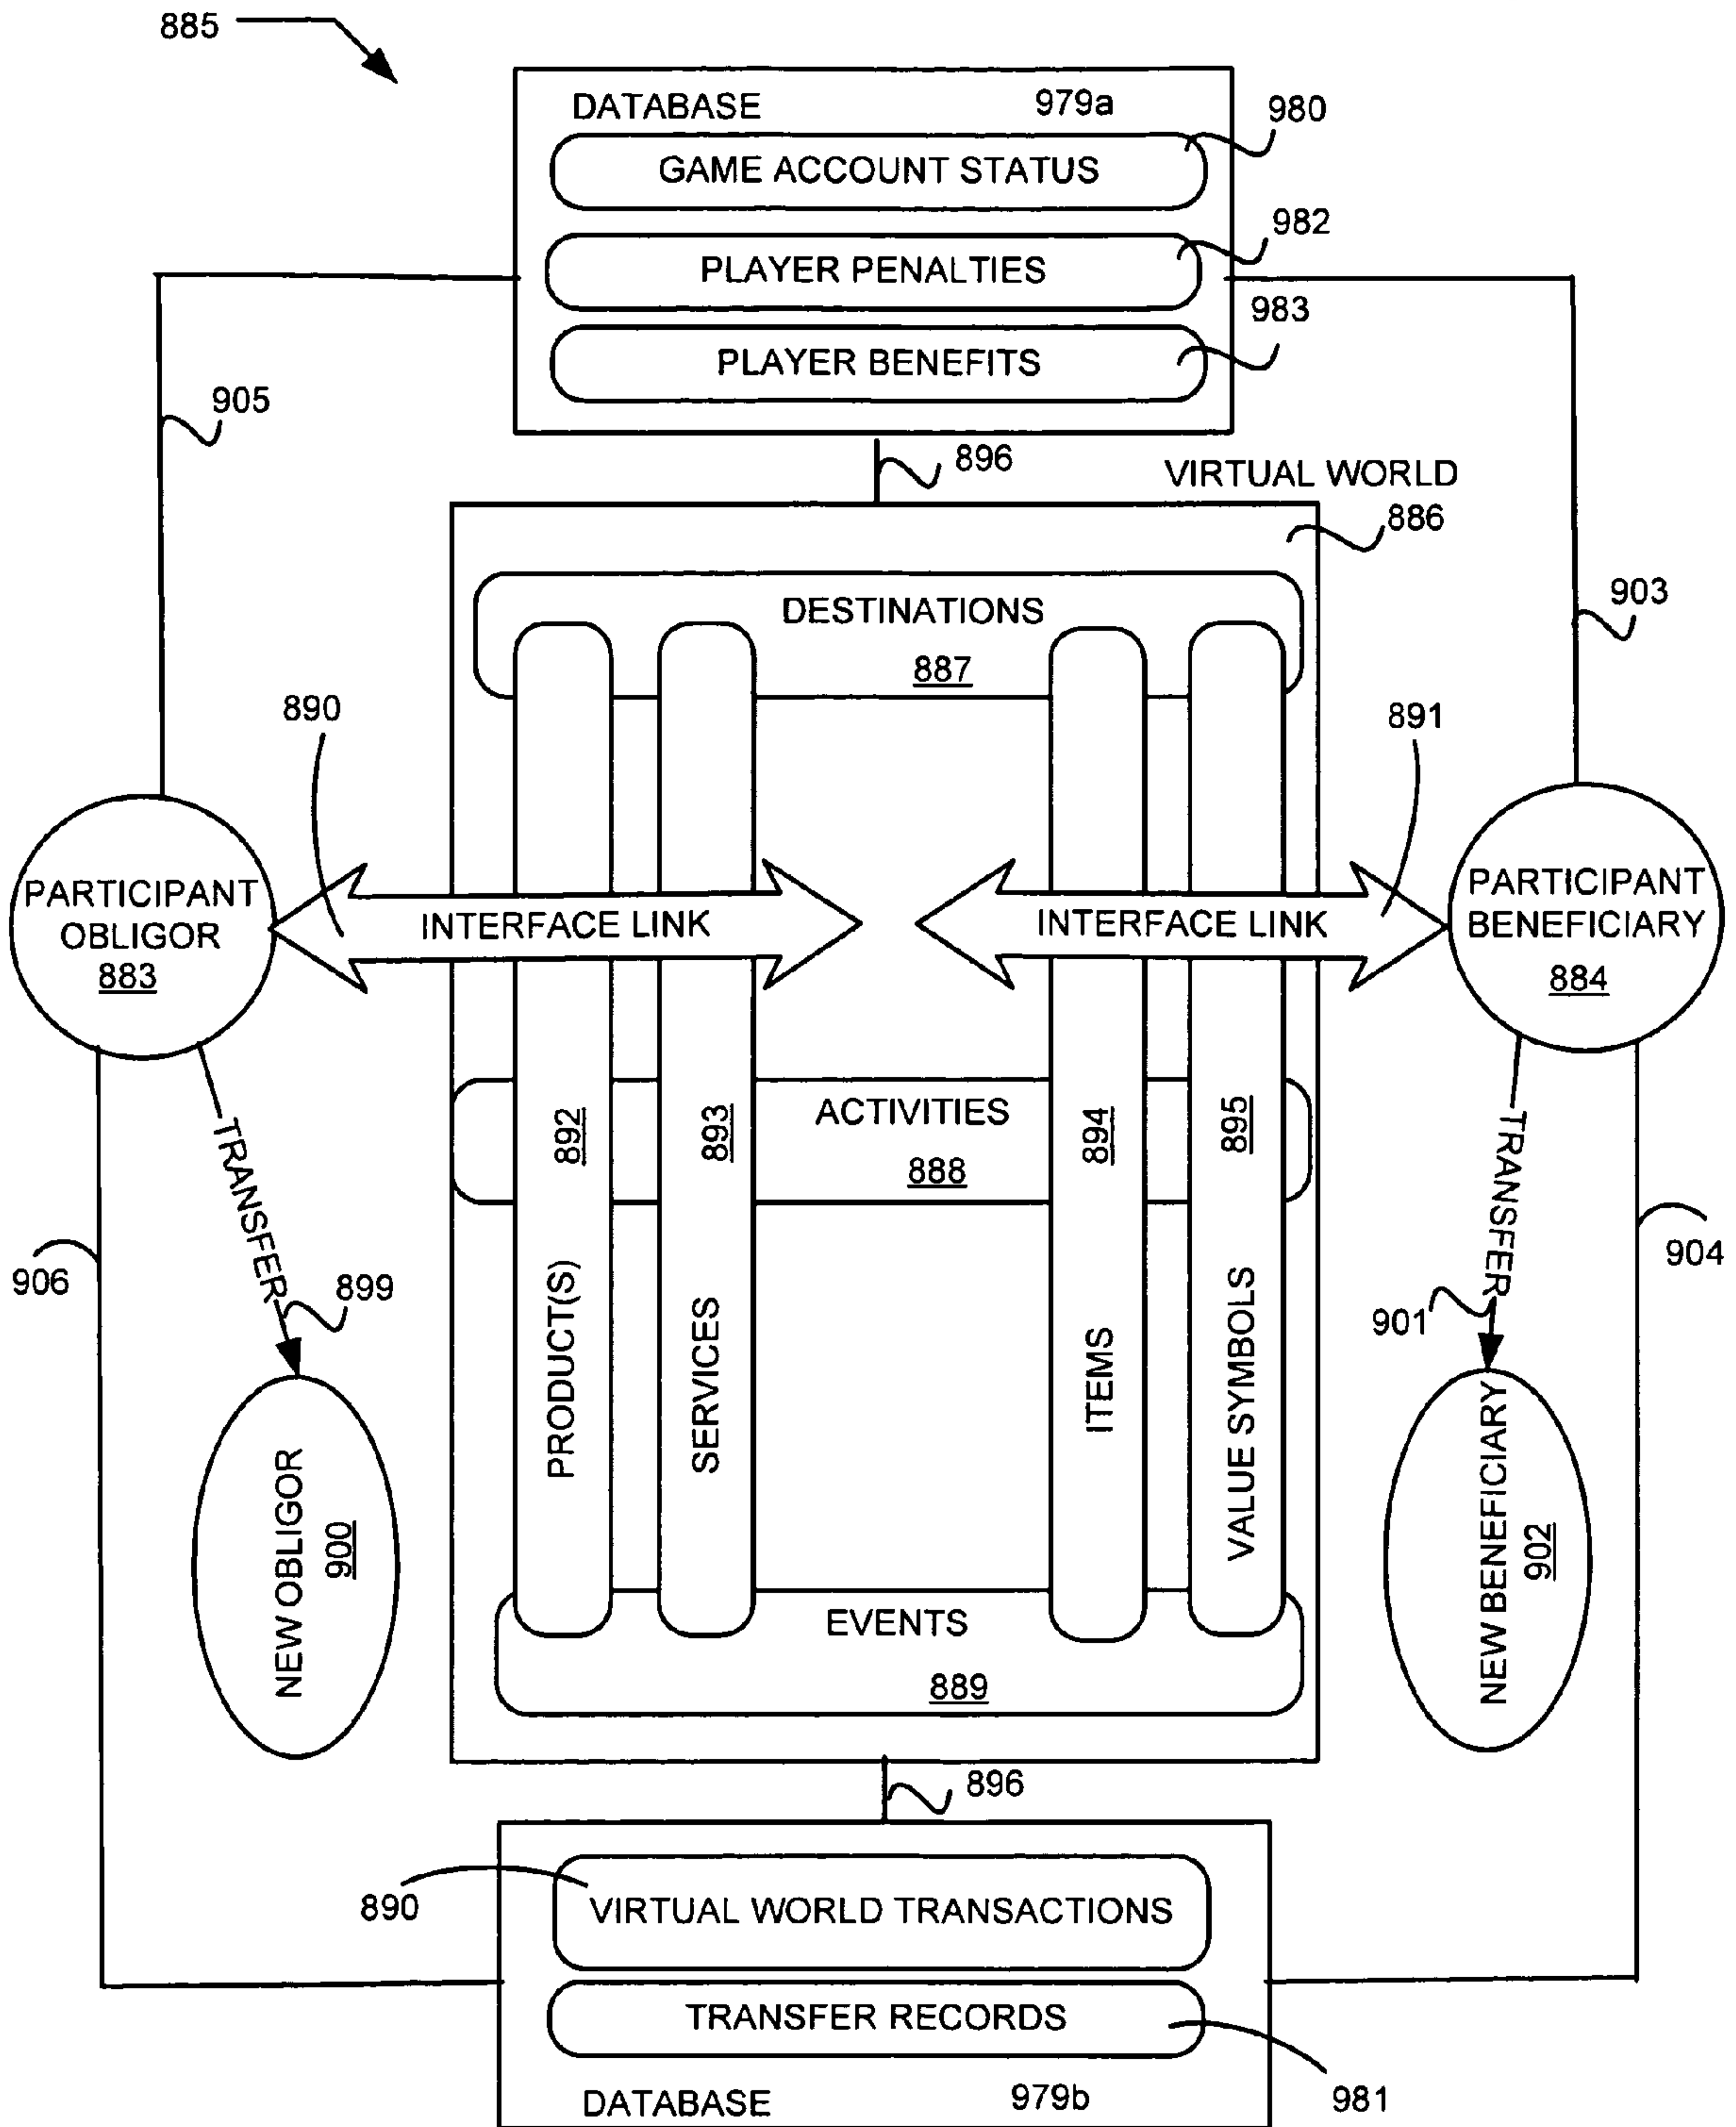 885
DATABASE 979a
980
GAME ACCOUNT STATUS
982
PLAYER PENALTIES
983
PLAYER BENEFITS
905
896
VIRTUAL WORLD
886
DESTINATIONS
887
903
890
891
PARTICIPANT
OBLIGOR
883
INTERFACE LINK
INTERFACE LINK
PARTICIPANT
BENEFICIARY
884
ACTIVITIES
888
892
PRODUCT(S)
893
SERVICES
894
ITEMS
895
VALUE SYMBOLS
TRANSFER
899
906
TRANSFER
901
904
NEW OBLIGOR
900
NEW BENEFICIARY
902
EVENTS
889
896
890
VIRTUAL WORLD TRANSACTIONS
TRANSFER RECORDS
981
DATABASE 979b